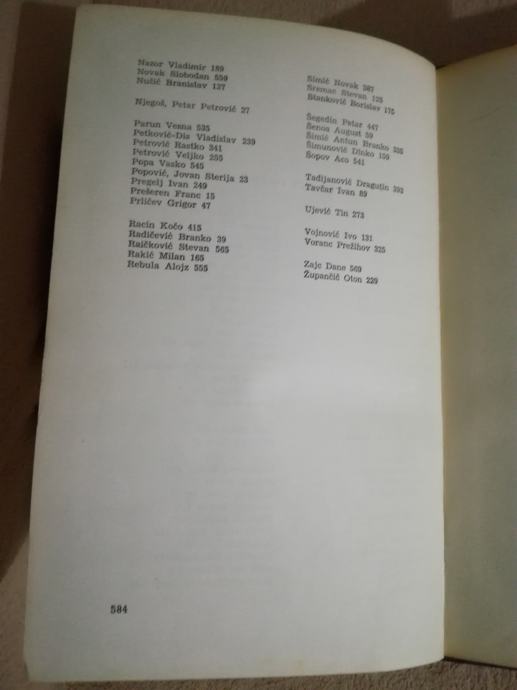 Nazor Vladimir 189
Novak Slobodan 559
Nušić Branislav 127
Njegoš, Petar Petrović 27
Parun Vesna 535
Petković-Dis Vladislav 239
Petrović Rastko 341
Petrović Veljko 255
Popa Vasko 545
Popović, Jovan Sterija 23
Pregelj Ivan 249
Prešeren Franc 15
Prličev Grigor 47
Racin Kočo 415
Radičević Branko 39
Raičković Stevan 565
Rakić Milan 165
Rebula Alojz 555
Simić Novak 387
Sremac Stevan 125
Stanković Borislav 175
Šegedin Petar 447
Šenoa August 59
Šimić Antun Branko 335
Šimunović Dinko 159
Šopov Aco 541
Tadijanović Dragutin 393
Tavčar Ivan 89
Ujević Tin 273
Vojnović Ivo 131
Voranc Prežihov 325
Zajc Dane 569
Župančič Oton 229
584